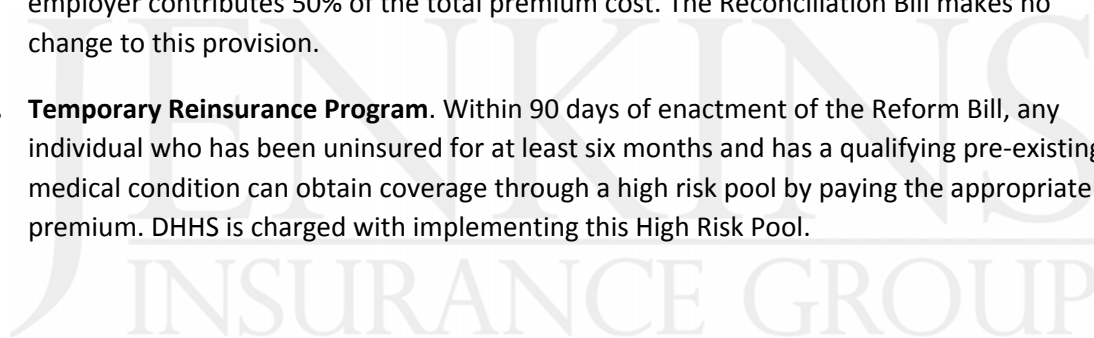 employer contributes 50% of the total premium cost. The Reconciliation Bill makes no
change to this provision.
Temporary Reinsurance Program. Within 90 days of enactment of the Reform Bill, any
individual who has been uninsured for at least six months and has a qualifying pre-existing
medical condition can obtain coverage through a high risk pool by paying the appropriate
premium. DHHS is charged with implementing this High Risk Pool.
JENKINS
INSURANCE GROUP